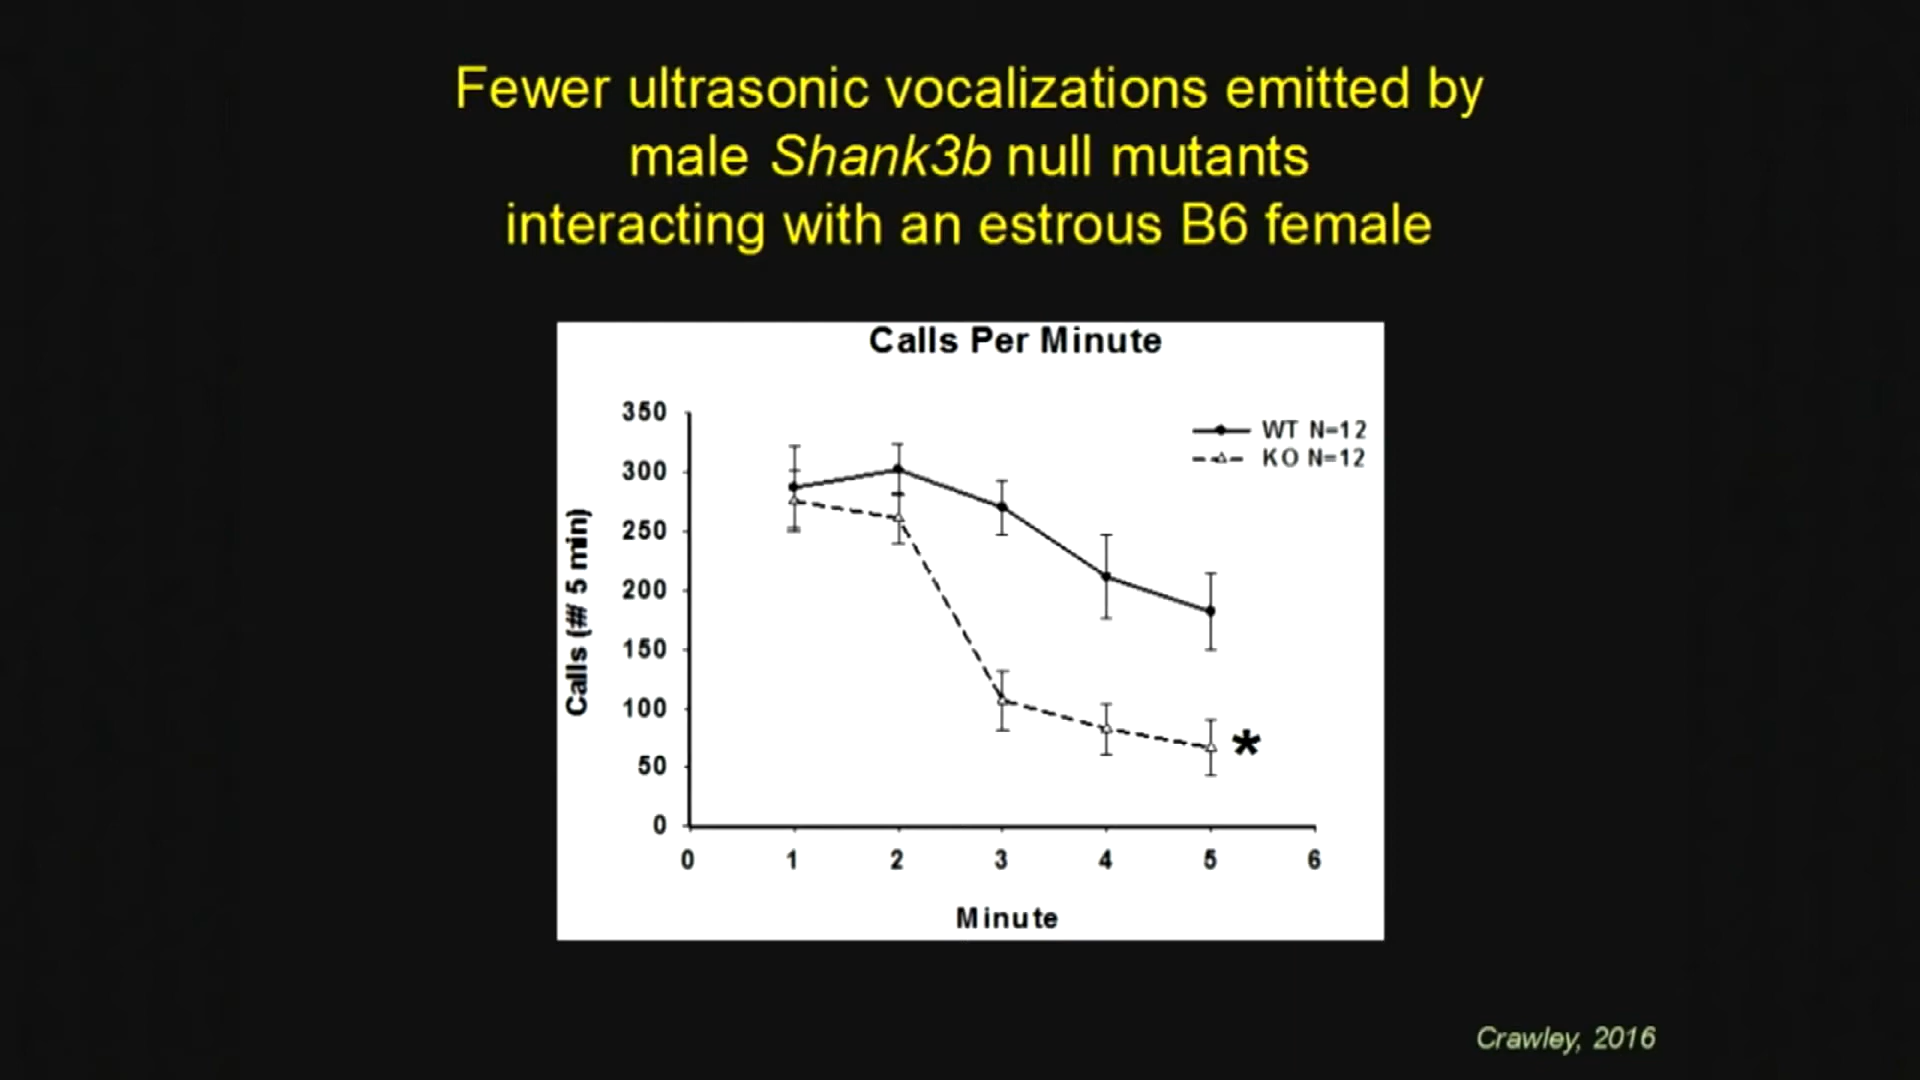 Fewer ultrasonic vocalizations emitted by
male Shank3b null mutants
interacting with an estrous B6 female
Calls Per Minute
WT N=12
KO N=12
Calls (# 5 min)
350
300
250
200
150
100
50
0
*
0 1 2 3 4 5 6
Minute
Crawley, 2016